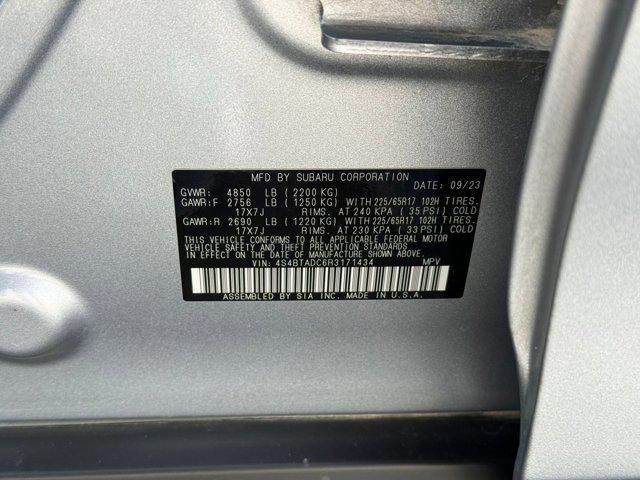 MFD BY SUBARU CORPORATION
DATE: 09/23
GVWR: 4850 LB (2200 KG)
GAWR:F 2756 LB (1250 KG) WITH 225/65R17 102H TIRES.
17X7J RIMS. AT 240 KPA (35 PSI) COLD
GAWR:R 2690 LB (1220 KG) WITH 225/65R17 102H TIRES.
17X7J RIMS. AT 230 KPA (33 PSI) COLD
THIS VEHICLE CONFORMS TO ALL APPLICABLE FEDERAL MOTOR
VEHICLE SAFETY AND THEFT PREVENTION STANDARDS
IN EFFECT ON THE DATE OF MANUFACTURE SHOWN ABOVE.
VIN: 4S4BTADC6R3171434 MPV
ASSEMBLED BY SIA INC. MADE IN U.S.A.